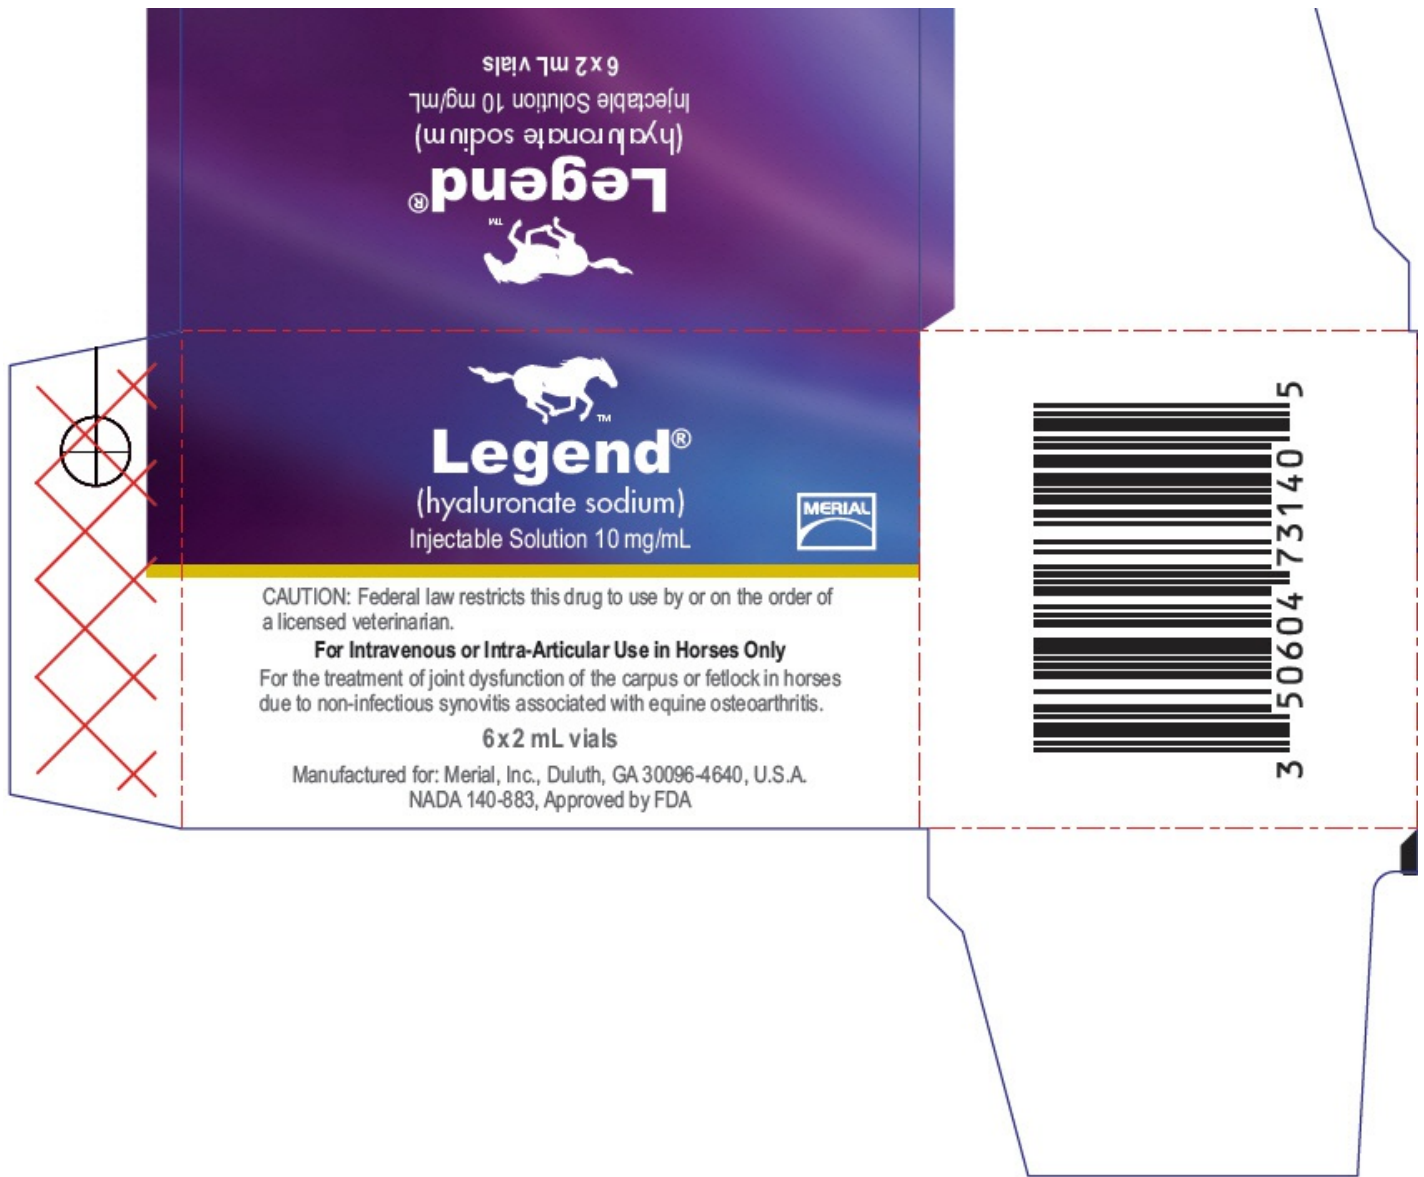 6 x 2 mL vials
Injectable Solution 10 mg/mL
(hyaluronate sodium)
Legend®
™
™
Legend®
(hyaluronate sodium)
Injectable Solution 10 mg/mL
MERIAL
CAUTION: Federal law restricts this drug to use by or on the order of
a licensed veterinarian.
For Intravenous or Intra-Articular Use in Horses Only
For the treatment of joint dysfunction of the carpus or fetlock in horses
due to non-infectious synovitis associated with equine osteoarthritis.
6 x 2 mL vials
Manufactured for: Merial, Inc., Duluth, GA 30096-4640, U.S.A.
NADA 140-883, Approved by FDA
3 50604 73140 5